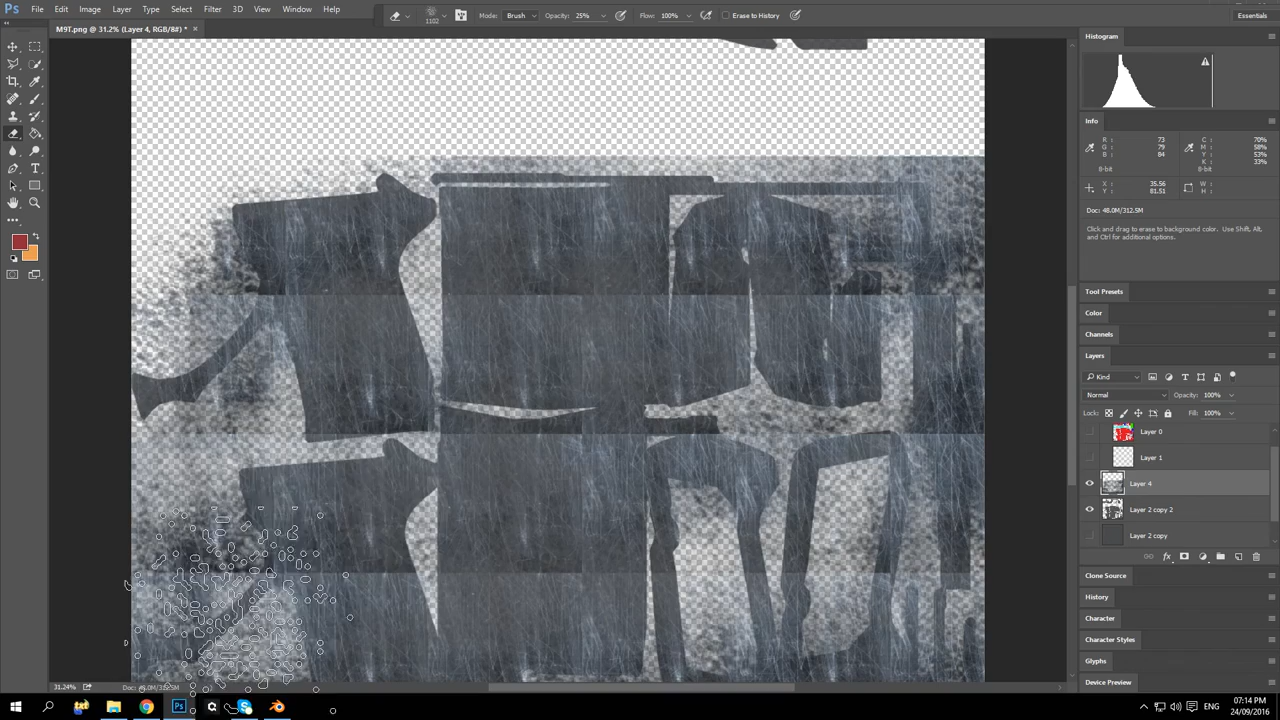 Ps File Edit Image Layer Type Select Filter 3D View Window Help
1102 Mode: Brush Opacity: 25% Flow: 100% Erase to History Essentials
M9T.png @ 31.2% (Layer 4, RGB/8#) * ×
Histogram
Info
R : 73 C : 70%
G : 79 M : 58%
B : 84 Y : 53%
K : 33%
8-bit 8-bit
X : 35.56 W :
Y : 81.51 H :
Doc: 48.0M/312.5M
Click and drag to erase to background color. Use Shift, Alt, and Ctrl for additional options.
Tool Presets
Color
Channels
Layers
Kind
Normal Opacity: 100%
Lock: Fill: 100%
Layer 0
Layer 1
Layer 4
Layer 2 copy 2
Layer 2 copy
Clone Source
History
Character
Character Styles
Glyphs
Device Preview
31.24% Doc: 48.0M/312.5M
Ps ENG 07:14 PM
24/09/2016